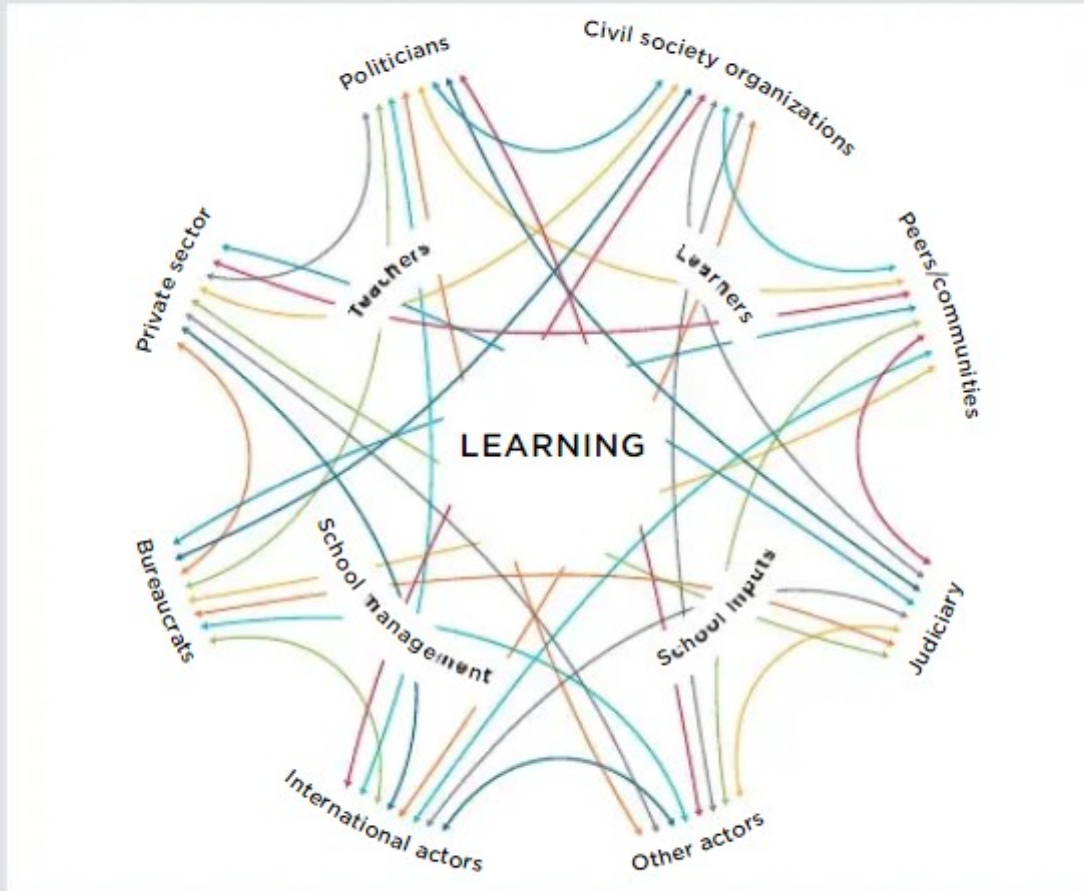 Politicians
Civil society organizations
Private sector
Teachers
Learners
Peers/communities
LEARNING
Bureaucrats
School management
School inputs
Judiciary
International actors
Other actors